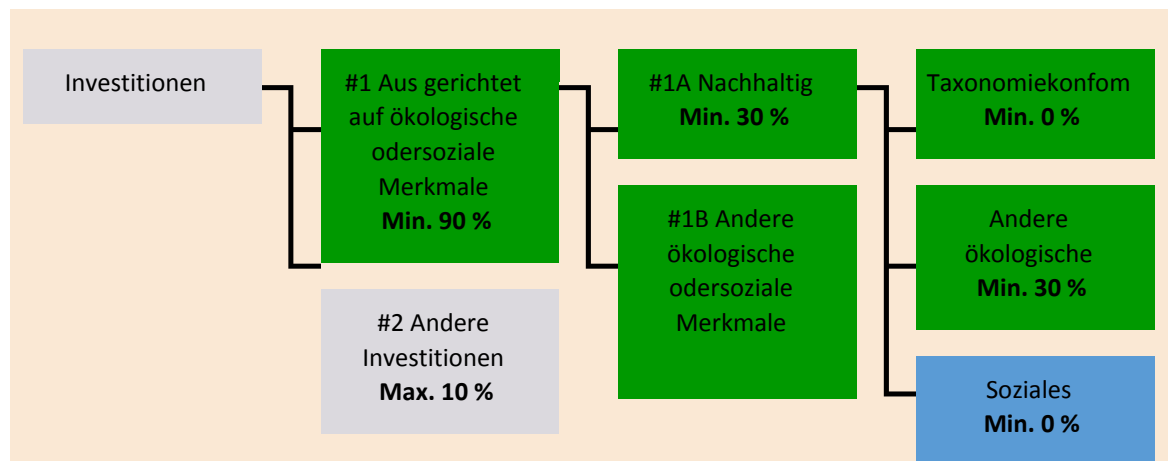 Investitionen
#1 Aus gerichtet
auf ökologische
odersoziale
Merkmale
Min. 90 %
#2 Andere
Investitionen
Max. 10 %
#1A Nachhaltig
Min. 30 %
#1B Andere
ökologische
odersoziale
Merkmale
Taxonomiekonfom
Min. 0 %
Andere
ökologische
Min. 30 %
Soziales
Min. 0 %